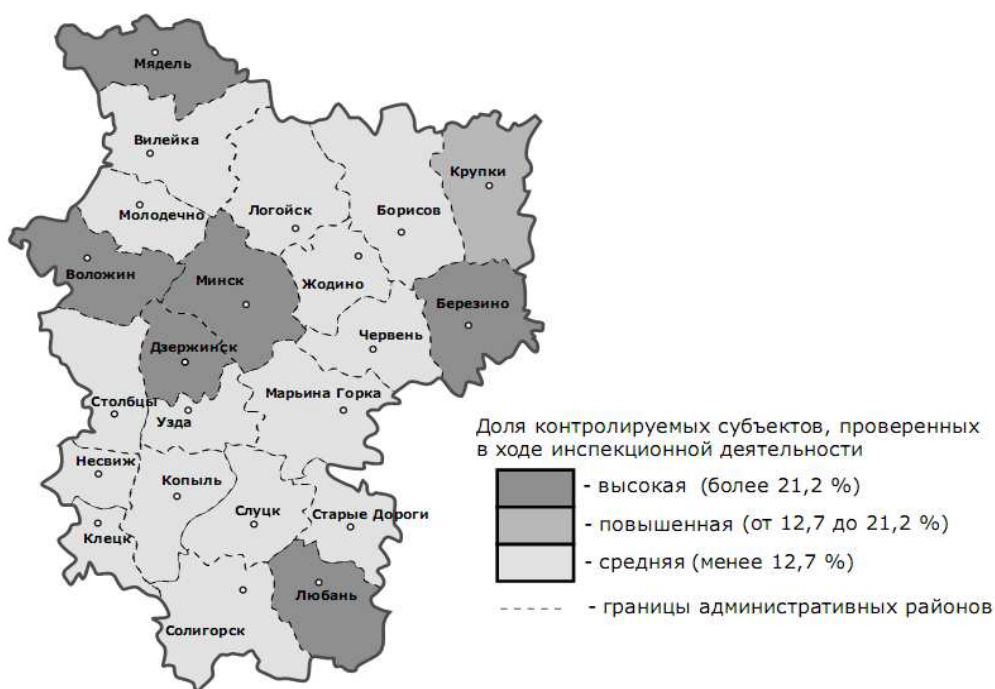 Мядель
Вилейка
Крупки
Молодечно
Логойск
Борисов
Воложин
Минск
Жодино
Березино
Червень
Дзержинск
Марьина Горка
Столбцы
Узда
Доля контролируемых субъектов, проверенных
в ходе инспекционной деятельности
Несвиж
Копыль
- высокая (более 21,2 %)
Слуцк
Старые Дороги
- повышенная (от 12,7 до 21,2 %)
Клецк
- средняя (менее 12,7 %)
Любань
- границы административных районов
Солигорск